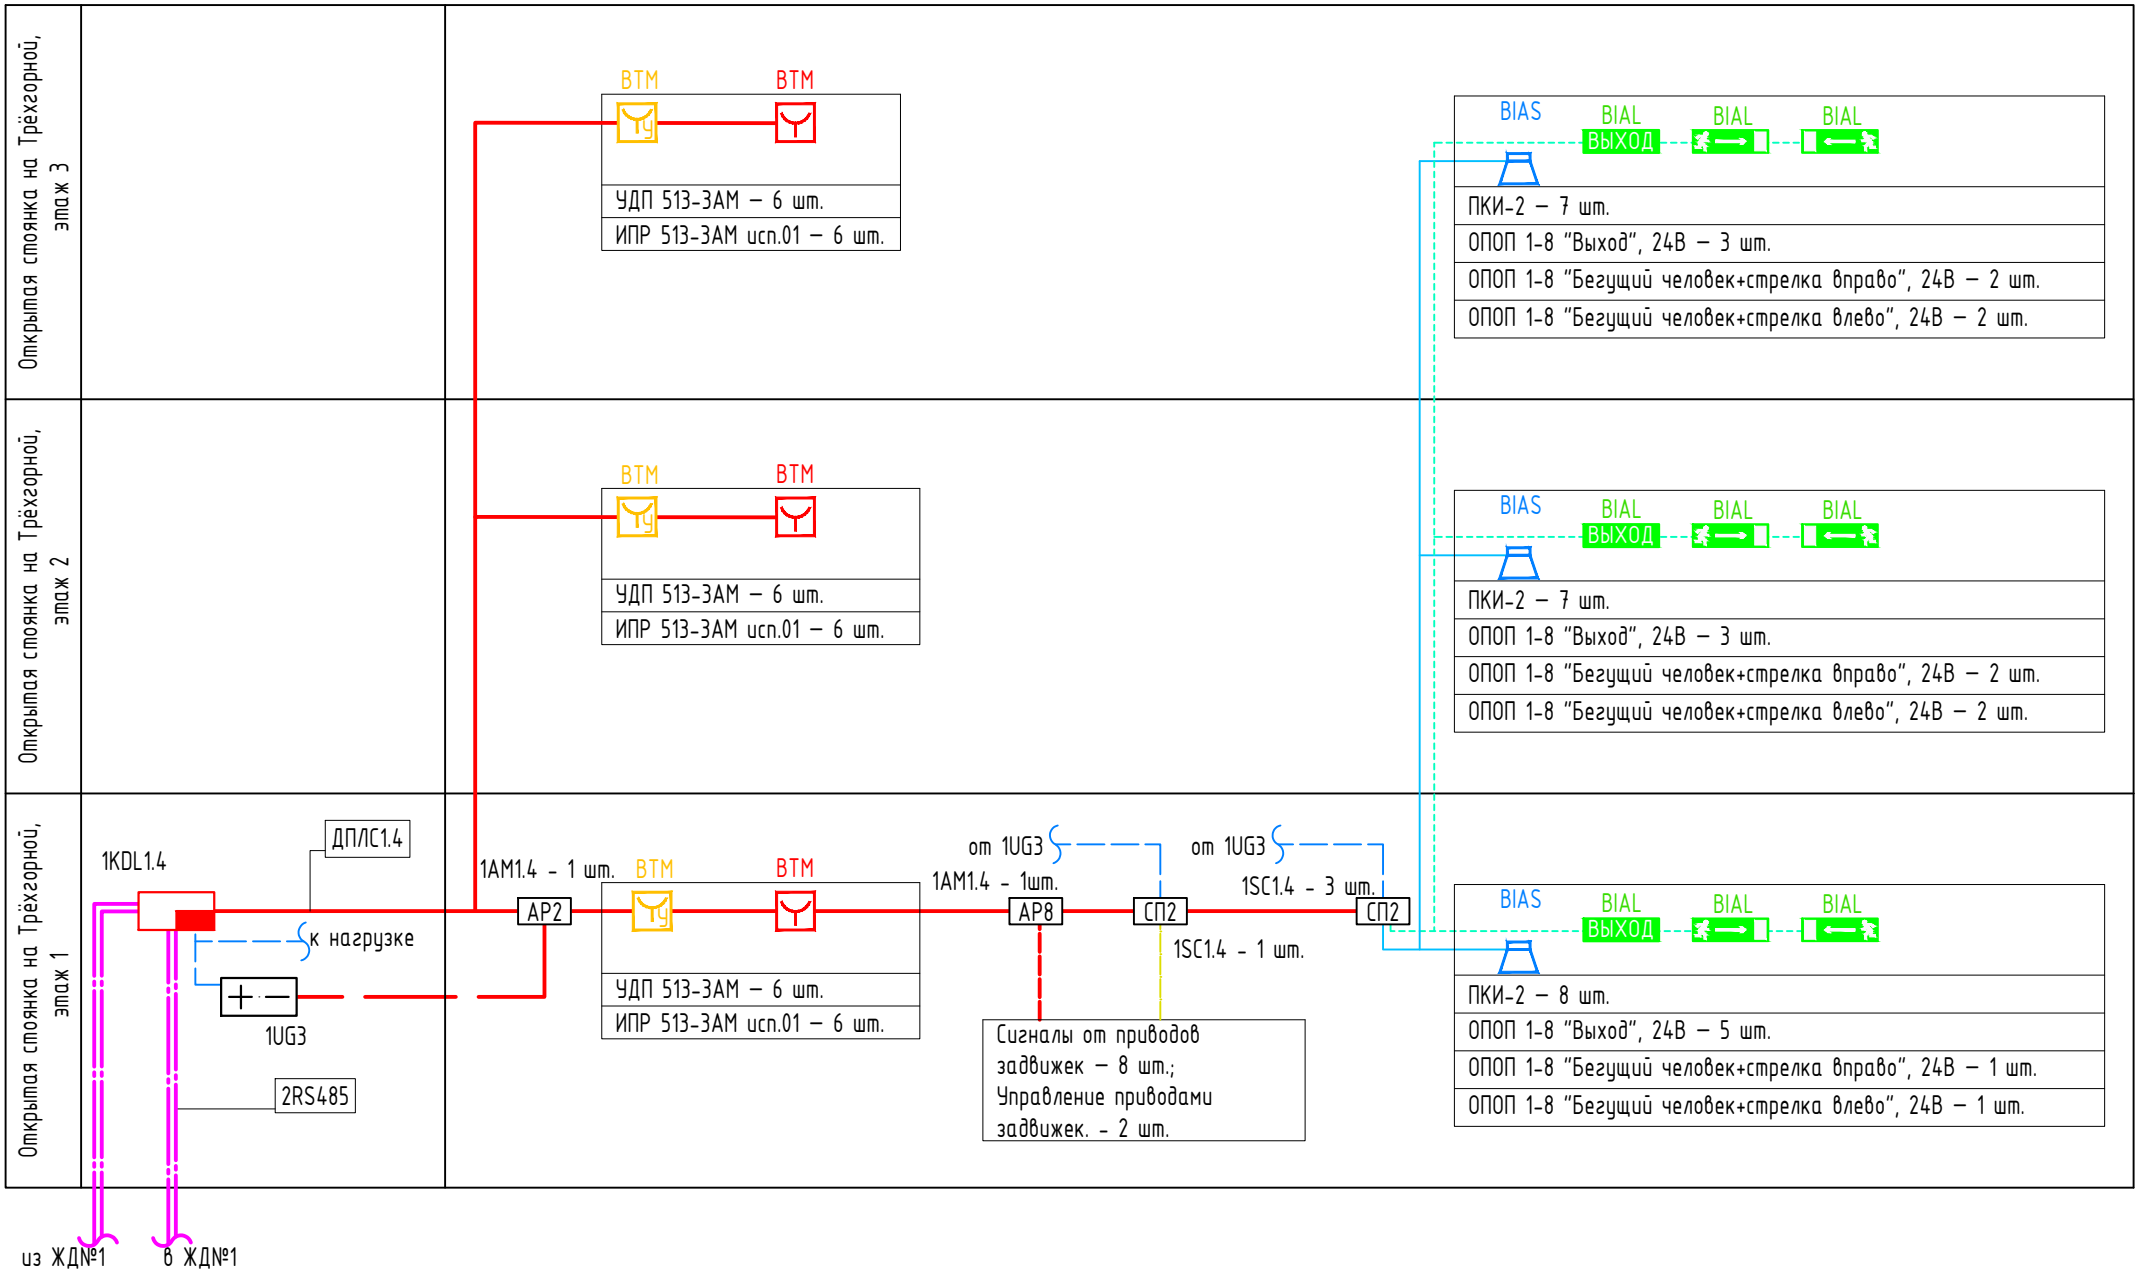 Открытая стоянка на Трёхгорной,
этаж 3
BTM
BTM
У
УДП 513-3АМ – 6 шт.
ИПР 513-3АМ исп.01 – 6 шт.
BIAS
BIAL
BIAL
BIAL
ВЫХОД
ПКИ-2 – 7 шт.
ОПОП 1-8 "Выход", 24В – 3 шт.
ОПОП 1-8 "Бегущий человек+стрелка вправо", 24В – 2 шт.
ОПОП 1-8 "Бегущий человек+стрелка влево", 24В – 2 шт.
Открытая стоянка на Трёхгорной,
этаж 2
BTM
BTM
У
УДП 513-3АМ – 6 шт.
ИПР 513-3АМ исп.01 – 6 шт.
BIAS
BIAL
BIAL
BIAL
ВЫХОД
ПКИ-2 – 7 шт.
ОПОП 1-8 "Выход", 24В – 3 шт.
ОПОП 1-8 "Бегущий человек+стрелка вправо", 24В – 2 шт.
ОПОП 1-8 "Бегущий человек+стрелка влево", 24В – 2 шт.
Открытая стоянка на Трёхгорной,
этаж 1
1KDL1.4
ДПЛС1.4
к нагрузке
1UG3
2RS485
1AM1.4 - 1 шт.
АР2
BTM
BTM
У
УДП 513-3АМ – 6 шт.
ИПР 513-3АМ исп.01 – 6 шт.
от 1UG3
1AM1.4 - 1шт.
АР8
СП2
1SC1.4 - 1 шт.
от 1UG3
1SC1.4 - 3 шт.
СП2
Сигналы от приводов
задвижек – 8 шт.;
Управление приводами
задвижек. - 2 шт.
BIAS
BIAL
BIAL
BIAL
ВЫХОД
ПКИ-2 – 8 шт.
ОПОП 1-8 "Выход", 24В – 5 шт.
ОПОП 1-8 "Бегущий человек+стрелка вправо", 24В – 1 шт.
ОПОП 1-8 "Бегущий человек+стрелка влево", 24В – 1 шт.
из ЖД№1
в ЖД№1